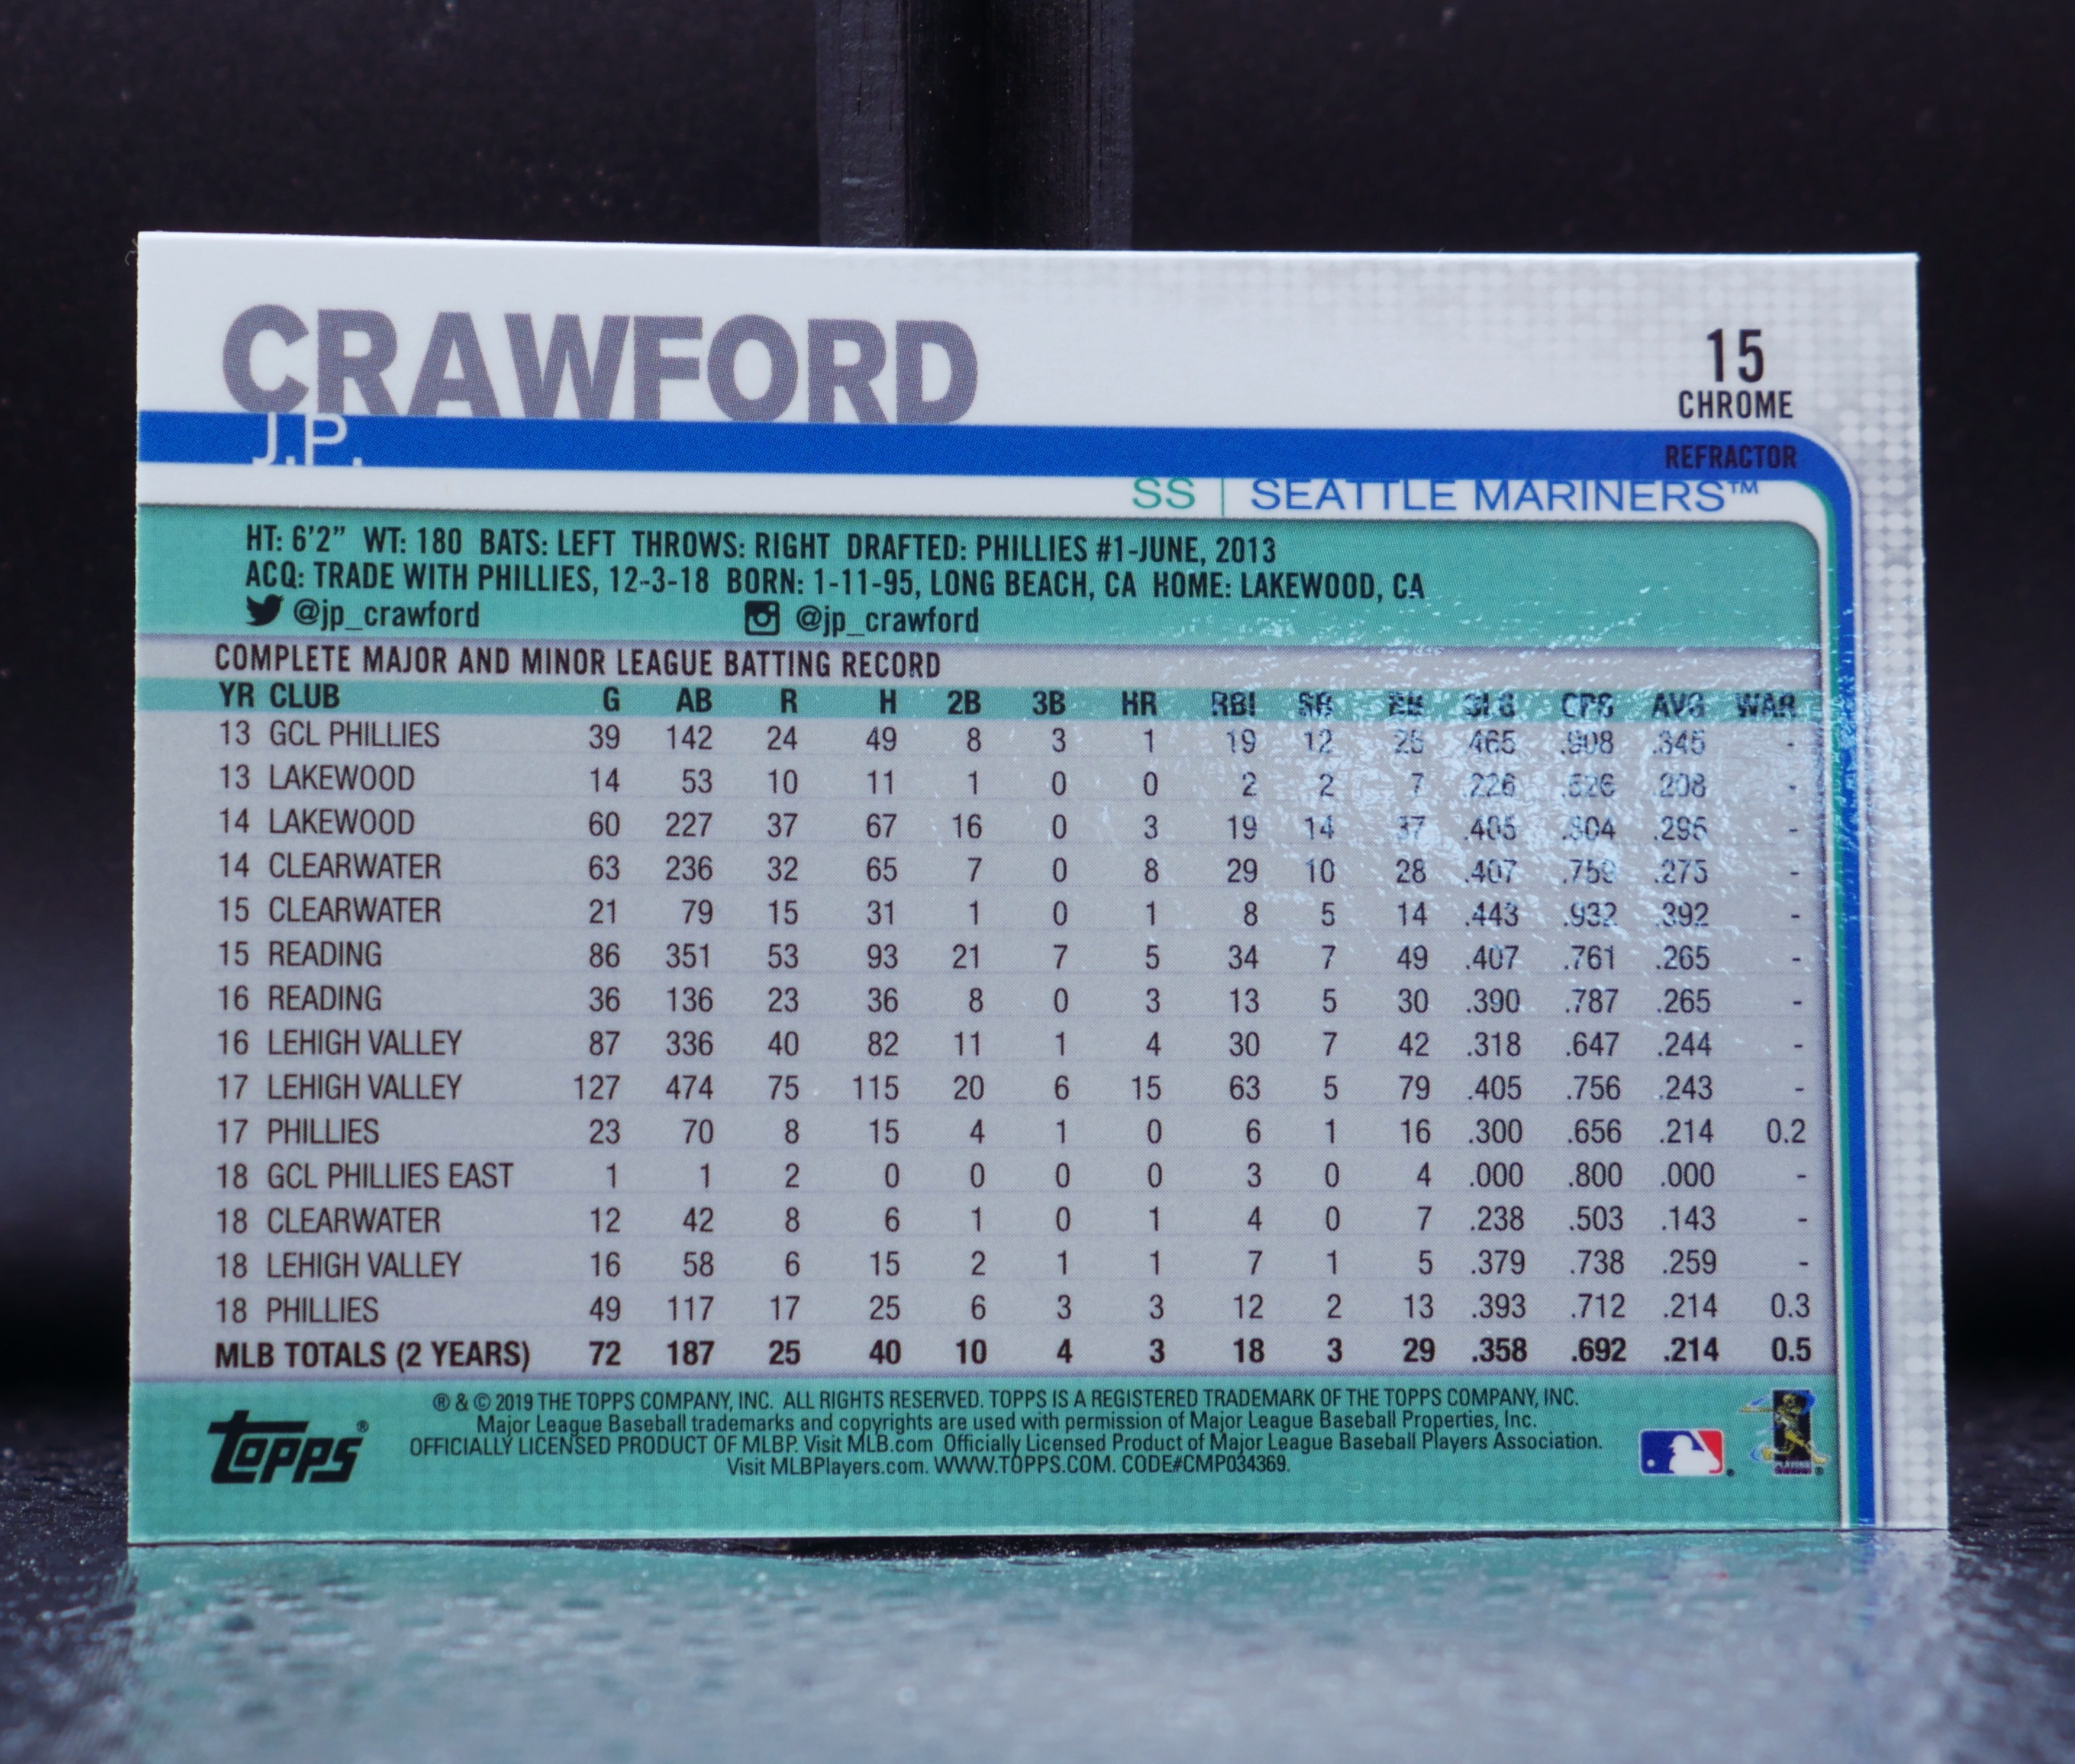 CRAWFORD
J.P.
15
CHROME
REFRACTOR
SS | SEATTLE MARINERS™
HT: 6'2" WT: 180 BATS: LEFT THROWS: RIGHT DRAFTED: PHILLIES #1-JUNE, 2013
ACQ: TRADE WITH PHILLIES, 12-3-18 BORN: 1-11-95, LONG BEACH, CA HOME: LAKEWOOD, CA
@jp_crawford @jp_crawford
COMPLETE MAJOR AND MINOR LEAGUE BATTING RECORD
YR CLUB G AB R H 2B 3B HR RBI SB BB SLG OPS AVG WAR
13 GCL PHILLIES 39 142 24 49 8 3 1 19 12 25 .465 .908 .345 -
13 LAKEWOOD 14 53 10 11 1 0 0 2 2 7 .226 .208 -
14 LAKEWOOD 60 227 37 67 16 0 3 19 14 37 .405 .804 .295 -
14 CLEARWATER 63 236 32 65 7 0 8 29 10 28 .407 .759 .275 -
15 CLEARWATER 21 79 15 31 1 0 1 8 5 14 .443 .932 .392 -
15 READING 86 351 53 93 21 7 5 34 7 49 .407 .761 .265 -
16 READING 36 136 23 36 8 0 3 13 5 30 .390 .787 .265 -
16 LEHIGH VALLEY 87 336 40 82 11 1 4 30 7 42 .318 .647 .244 -
17 LEHIGH VALLEY 127 474 75 115 20 6 15 63 5 79 .405 .756 .243 -
17 PHILLIES 23 70 8 15 4 1 0 6 1 16 .300 .656 .214 0.2
18 GCL PHILLIES EAST 1 1 2 0 0 0 0 3 0 4 .000 .800 .000 -
18 CLEARWATER 12 42 8 6 1 0 1 4 0 7 .238 .503 .143 -
18 LEHIGH VALLEY 16 58 6 15 2 1 1 7 1 5 .379 .738 .259 -
18 PHILLIES 49 117 17 25 6 3 3 12 2 13 .393 .712 .214 0.3
MLB TOTALS (2 YEARS) 72 187 25 40 10 4 3 18 3 29 .358 .692 .214 0.5
® & © 2019 THE TOPPS COMPANY, INC. ALL RIGHTS RESERVED. TOPPS IS A REGISTERED TRADEMARK OF THE TOPPS COMPANY, INC.
Major League Baseball trademarks and copyrights are used with permission of Major League Baseball Properties, Inc.
OFFICIALLY LICENSED PRODUCT OF MLBP. Visit MLB.com Officially Licensed Product of Major League Baseball Players Association.
Visit MLBPlayers.com. WWW.TOPPS.COM. CODE#CMP034369.
Topps®